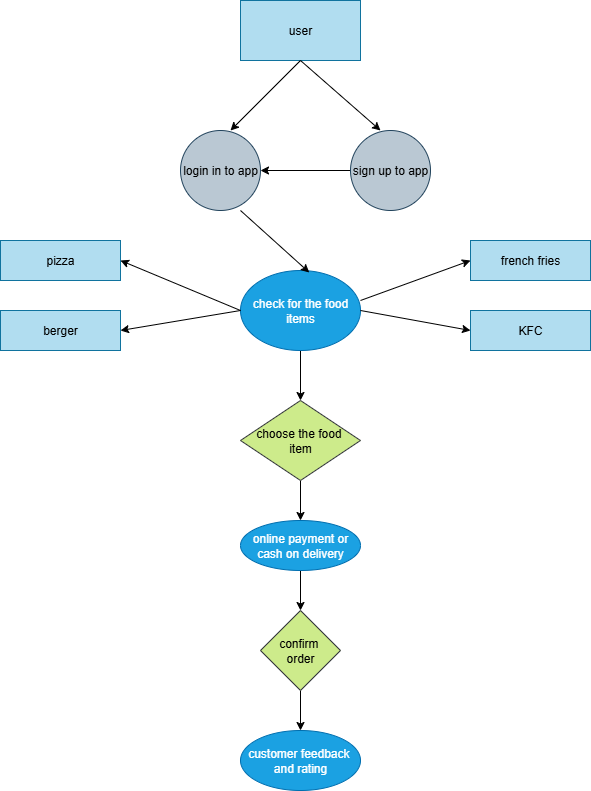 user
login in to app
sign up to app
pizza
french fries
check for the food
items
berger
KFC
choose the food
item
online payment or
cash on delivery
confirm
order
customer feedback
and rating